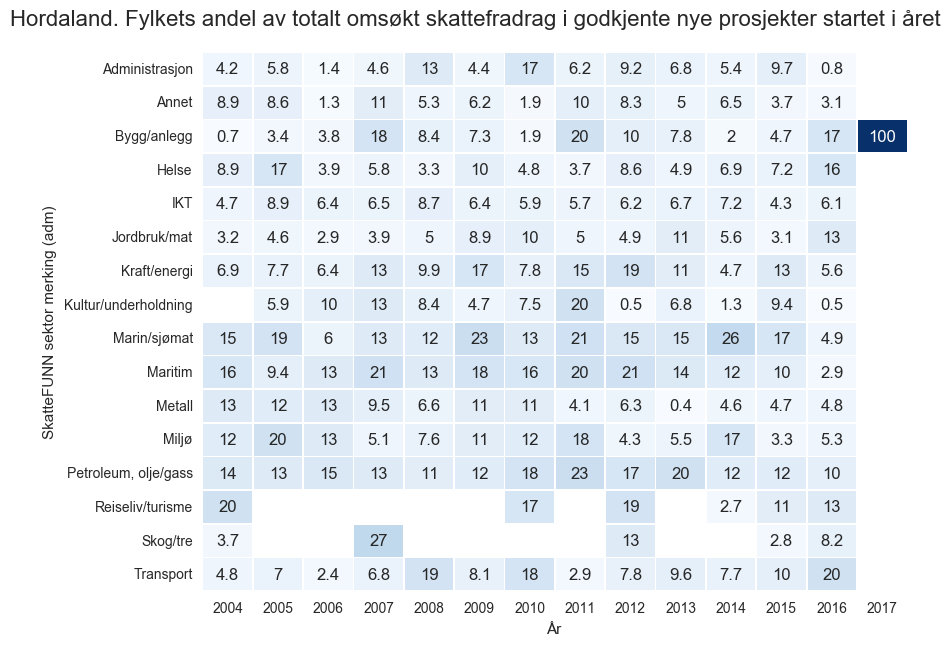 Hordaland. Fylkets andel av totalt omsøkt skattefradrag i godkjente nye prosjekter startet i året
SkatteFUNN sektor merking (adm)
Administrasjon 4.2 5.8 1.4 4.6 13 4.4 17 6.2 9.2 6.8 5.4 9.7 0.8
Annet 8.9 8.6 1.3 11 5.3 6.2 1.9 10 8.3 5 6.5 3.7 3.1
Bygg/anlegg 0.7 3.4 3.8 18 8.4 7.3 1.9 20 10 7.8 2 4.7 17 100
Helse 8.9 17 3.9 5.8 3.3 10 4.8 3.7 8.6 4.9 6.9 7.2 16
IKT 4.7 8.9 6.4 6.5 8.7 6.4 5.9 5.7 6.2 6.7 7.2 4.3 6.1
Jordbruk/mat 3.2 4.6 2.9 3.9 5 8.9 10 5 4.9 11 5.6 3.1 13
Kraft/energi 6.9 7.7 6.4 13 9.9 17 7.8 15 19 11 4.7 13 5.6
Kultur/underholdning 5.9 10 13 8.4 4.7 7.5 20 0.5 6.8 1.3 9.4 0.5
Marin/sjømat 15 19 6 13 12 23 13 21 15 15 26 17 4.9
Maritim 16 9.4 13 21 13 18 16 20 21 14 12 10 2.9
Metall 13 12 13 9.5 6.6 11 11 4.1 6.3 0.4 4.6 4.7 4.8
Miljø 12 20 13 5.1 7.6 11 12 18 4.3 5.5 17 3.3 5.3
Petroleum, olje/gass 14 13 15 13 11 12 18 23 17 20 12 12 10
Reiseliv/turisme 20 17 19 2.7 11 13
Skog/tre 3.7 27 13 2.8 8.2
Transport 4.8 7 2.4 6.8 19 8.1 18 2.9 7.8 9.6 7.7 10 20
2004 2005 2006 2007 2008 2009 2010 2011 2012 2013 2014 2015 2016 2017
År